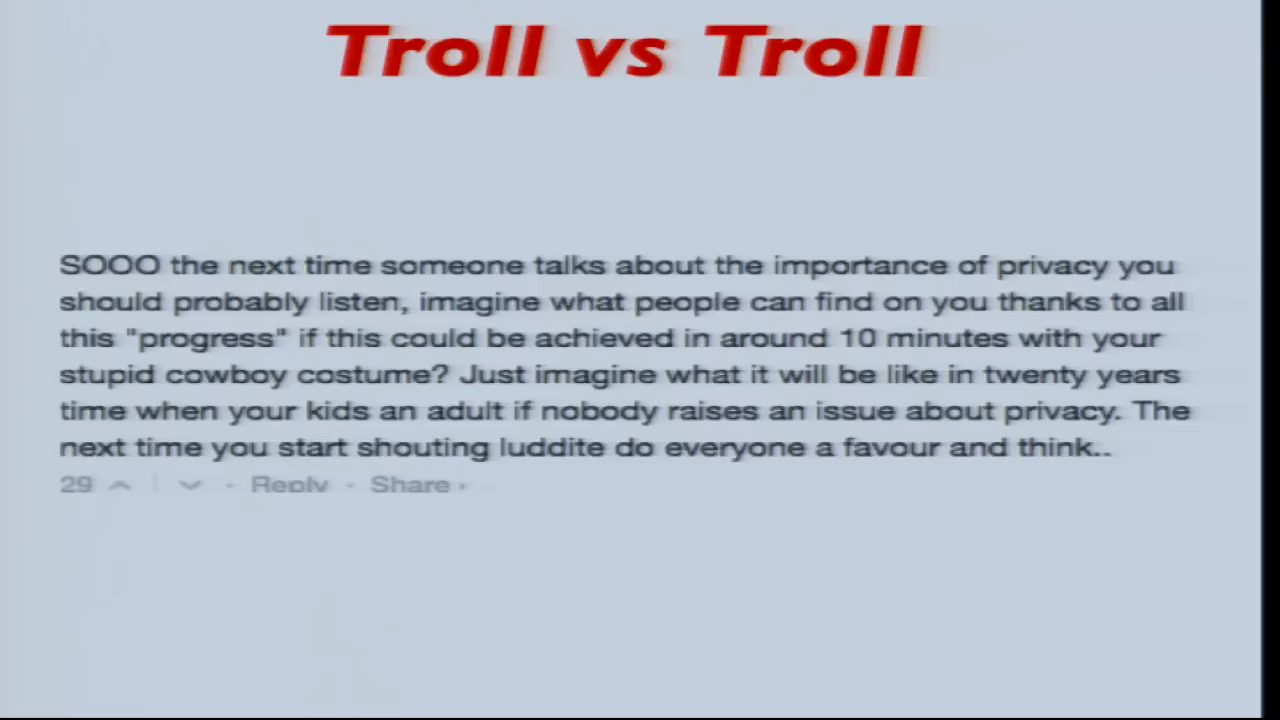 Troll vs Troll
SOOO the next time someone talks about the importance of privacy you
should probably listen, imagine what people can find on you thanks to all
this "progress" if this could be achieved in around 10 minutes with your
stupid cowboy costume? Just imagine what it will be like in twenty years
time when your kids an adult if nobody raises an issue about privacy. The
next time you start shouting luddite do everyone a favour and think..
29 · Reply · Share ›